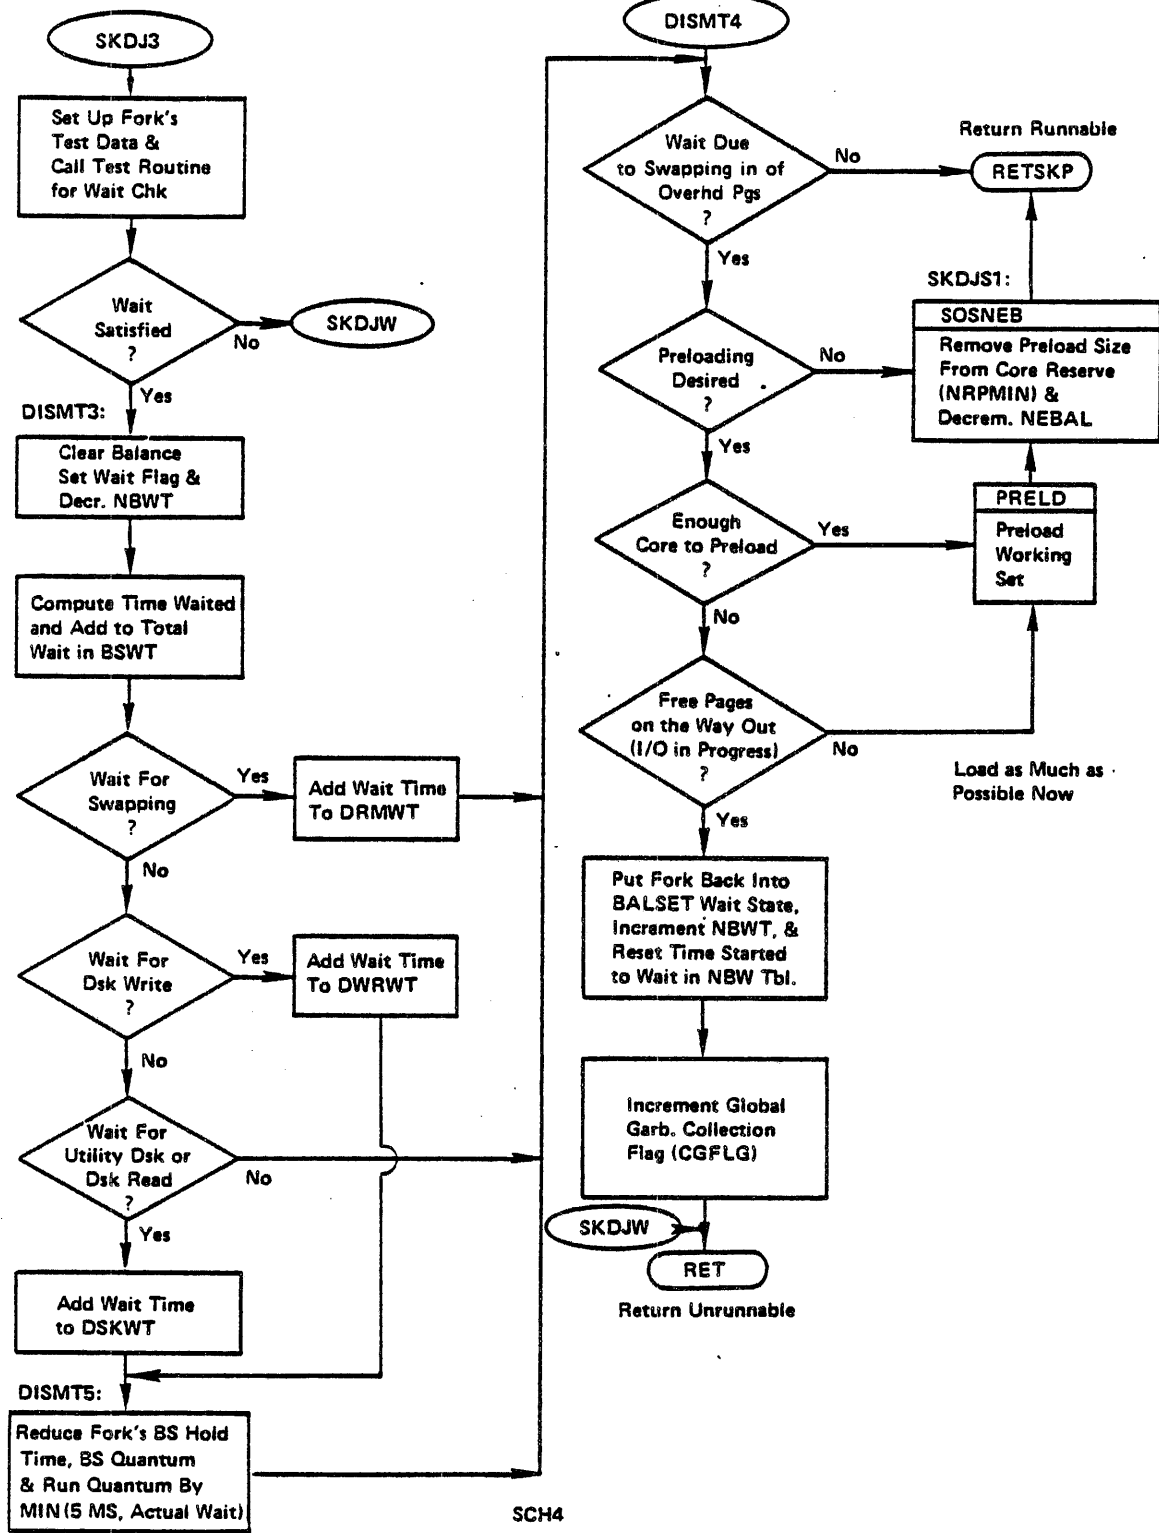 SKDJ3
Set Up Fork's
Test Data &
Call Test Routine
for Wait Chk
Wait
Satisfied
?
No
SKDJW
Yes
DISMT3:
Clear Balance
Set Wait Flag &
Decr. NBWT
Compute Time Waited
and Add to Total
Wait in BSWT
Wait For
Swapping
?
Yes
Add Wait Time
To DRMWT
No
Wait For
Dsk Write
?
Yes
Add Wait Time
To DWRWT
No
Wait For
Utility Dsk or
Dsk Read
?
No
Yes
Add Wait Time
to DSKWT
DISMT5:
Reduce Fork's BS Hold
Time, BS Quantum
& Run Quantum By
MIN (5 MS, Actual Wait)
DISMT4
Wait Due
to Swapping in of
Overhd Pgs
?
No
Return Runnable
RETSKP
Yes
Preloading
Desired
?
No
SKDJS1:
SOSNEB
Remove Preload Size
From Core Reserve
(NRPMIN) &
Decrem. NEBAL
Yes
Enough
Core to Preload
?
Yes
PRELD
Preload
Working
Set
No
Free Pages
on the Way Out
(I/O in Progress)
?
No
Load as Much as
Possible Now
Yes
Put Fork Back Into
BALSET Wait State,
Increment NBWT, &
Reset Time Started
to Wait in NBW Tbl.
Increment Global
Garb. Collection
Flag (CGFLG)
SKDJW
RET
Return Unrunnable
SCH4